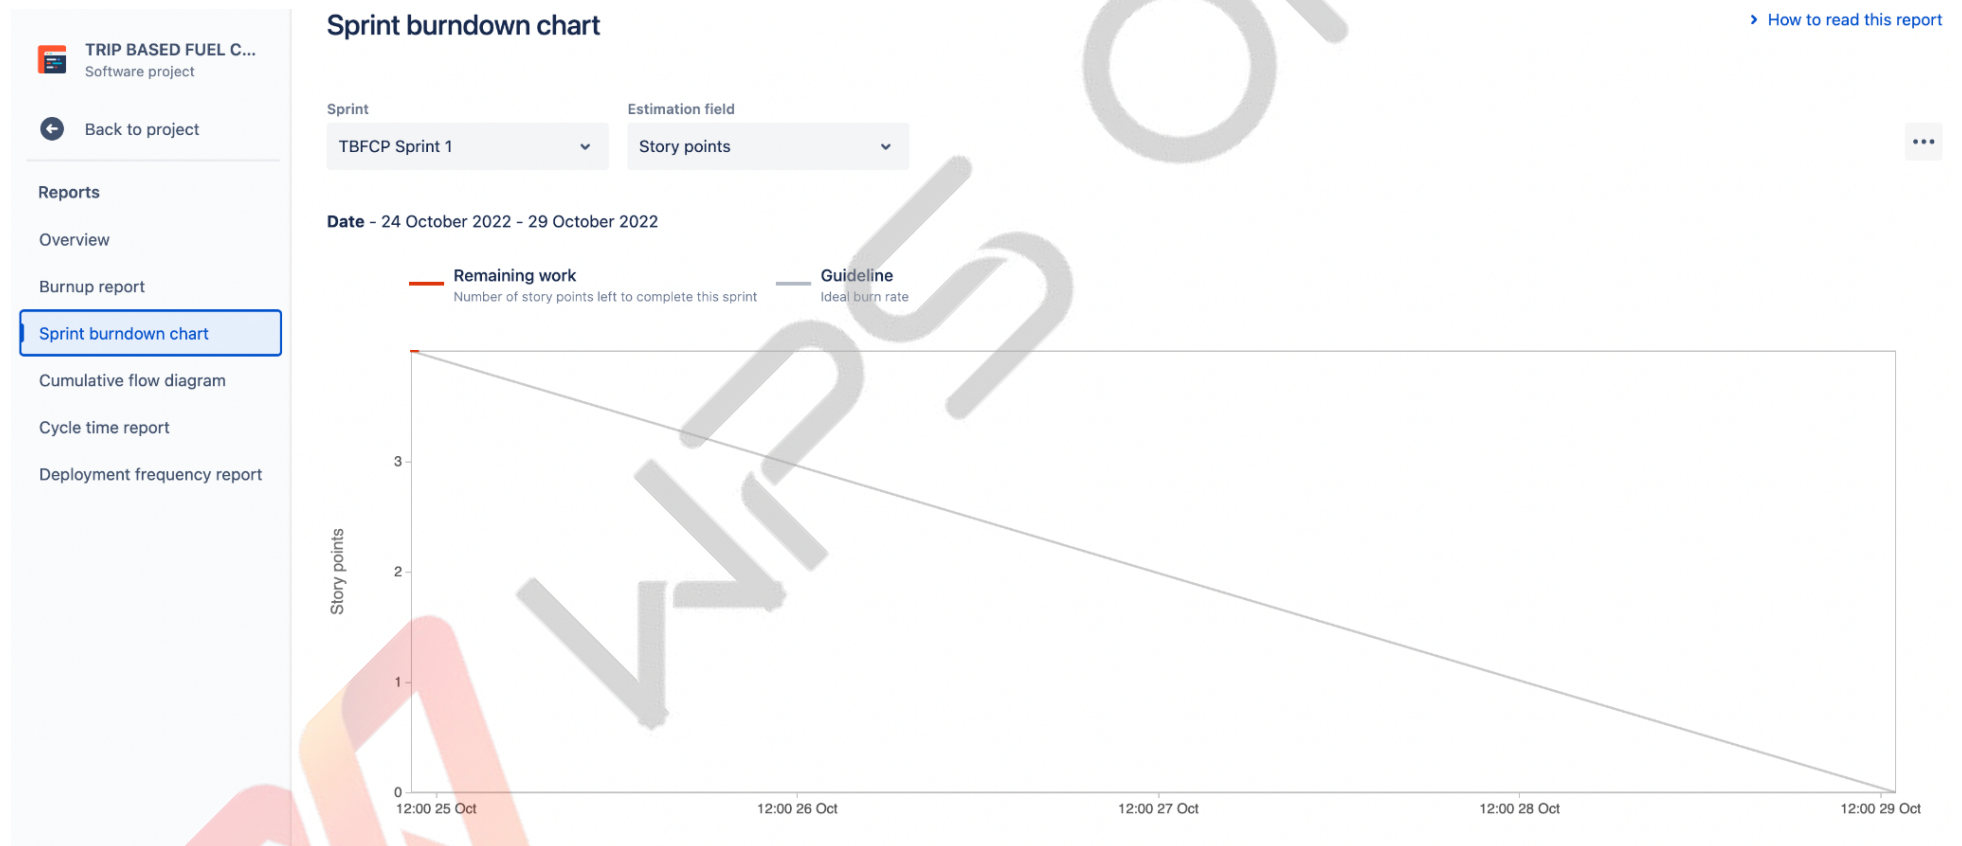 TRIP BASED FUEL C...
Software project
Back to project
Reports
Overview
Burnup report
Sprint burndown chart
Cumulative flow diagram
Cycle time report
Deployment frequency report
Sprint burndown chart
How to read this report
Sprint
Estimation field
TBFCP Sprint 1
Story points
Date - 24 October 2022 - 29 October 2022
Remaining work
Number of story points left to complete this sprint
Guideline
Ideal burn rate
Story points
3
2
1
0
12:00 25 Oct
12:00 26 Oct
12:00 27 Oct
12:00 28 Oct
12:00 29 Oct
WPS O